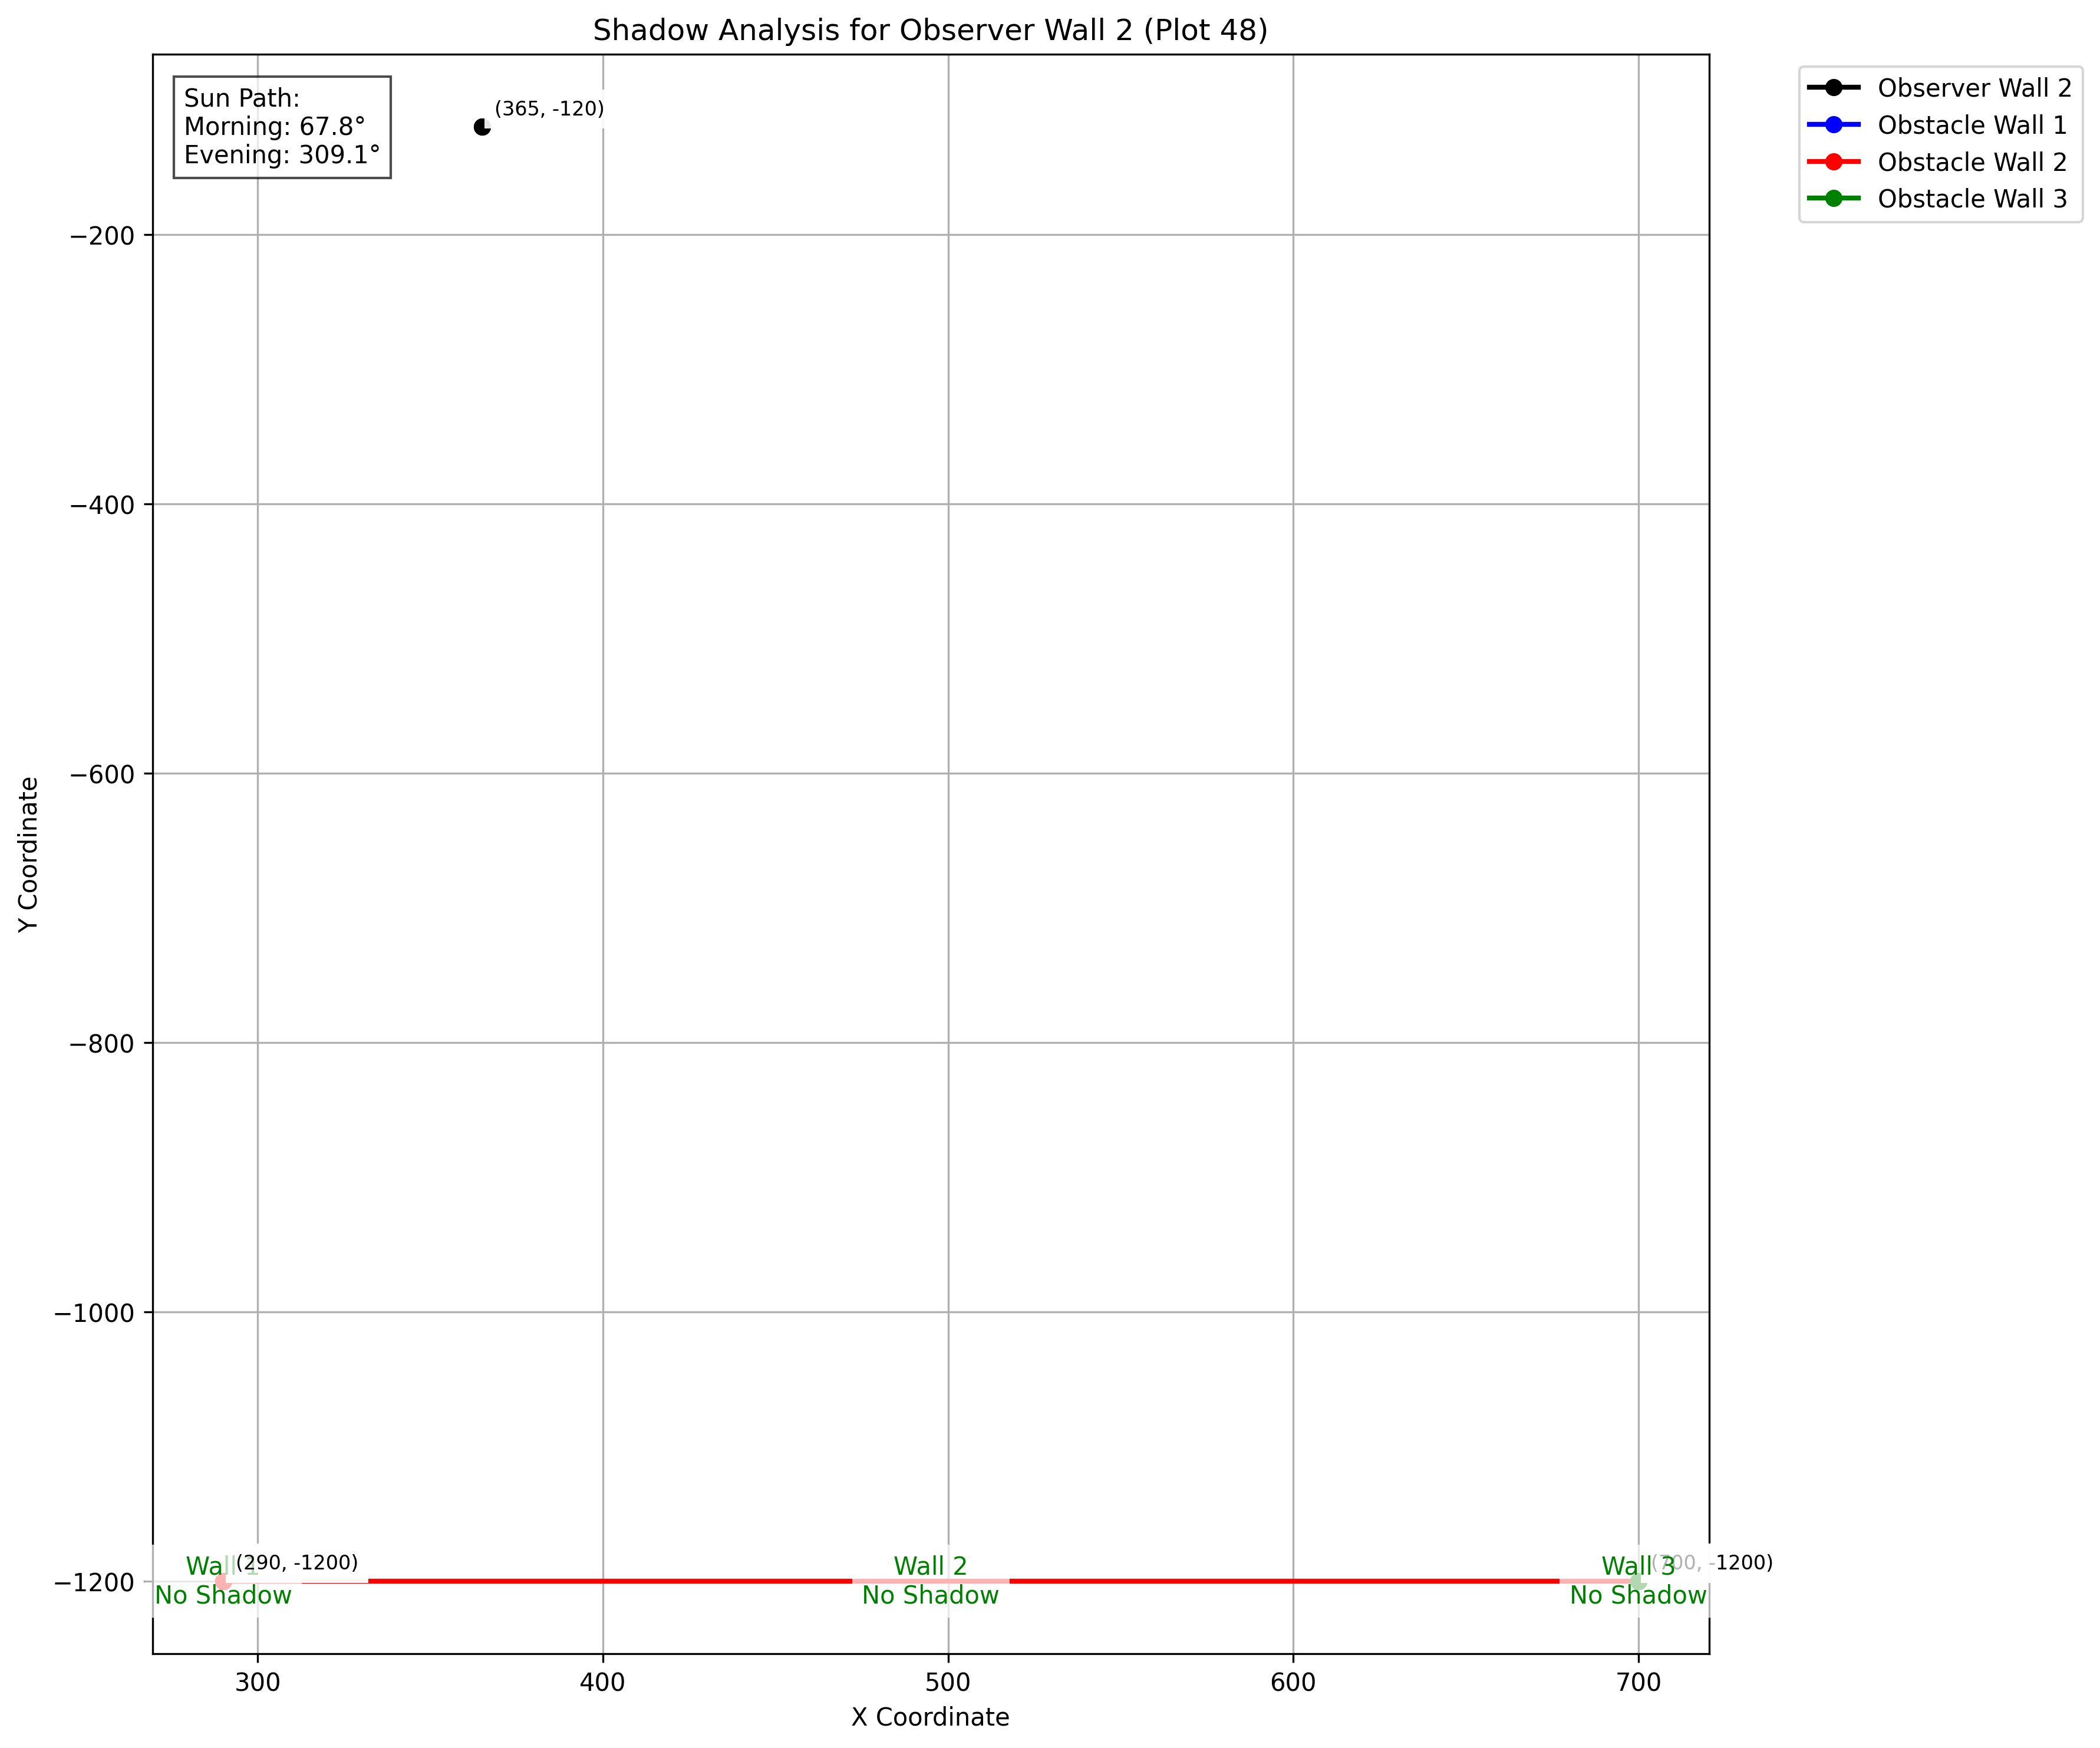 Shadow Analysis for Observer Wall 2 (Plot 48)
Sun Path:
Morning: 67.8°
Evening: 309.1°
(365, -120)
Observer Wall 2
Obstacle Wall 1
Obstacle Wall 2
Obstacle Wall 3
Y Coordinate
−200
−400
−600
−800
−1000
−1200
(290, -1200)
No Shadow
Wall 2
No Shadow
Wall 3
(700, -1200)
No Shadow
300
400
500
600
700
X Coordinate